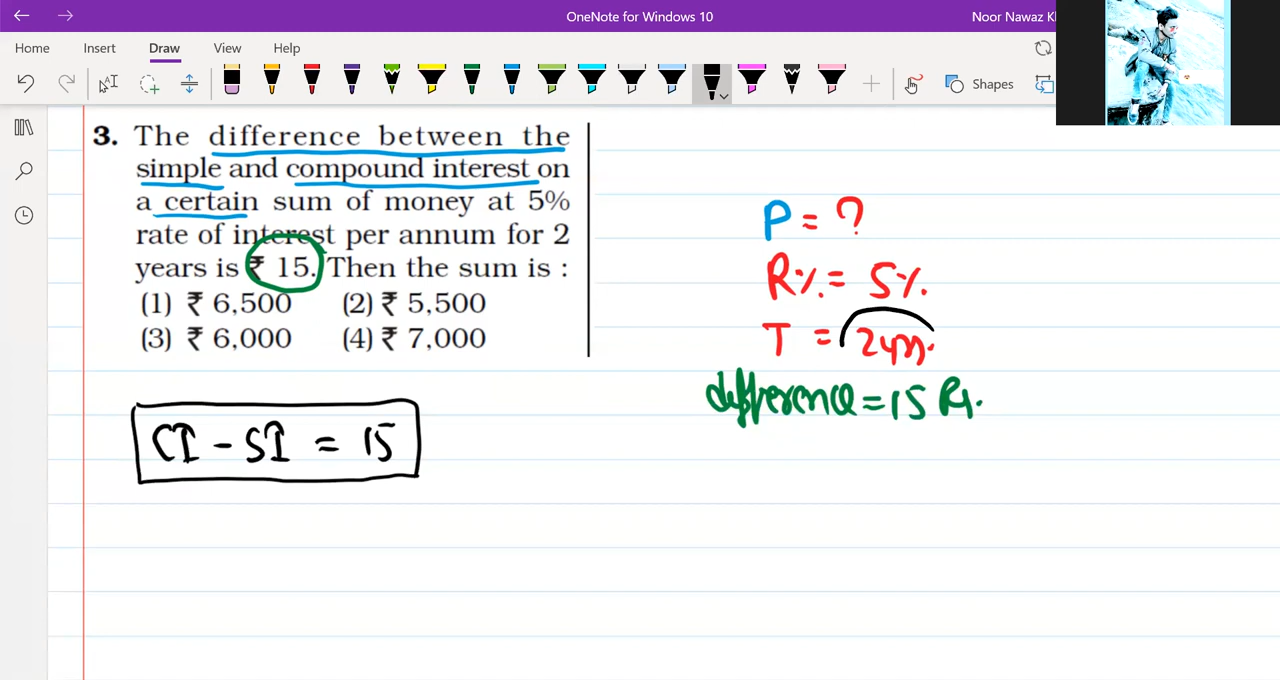 OneNote for Windows 10
Noor Nawaz Kh
Home Insert Draw View Help
Shapes
3. The difference between the
simple and compound interest on
a certain sum of money at 5%
rate of interest per annum for 2
years is ₹ 15. Then the sum is :
(1) ₹ 6,500 (2) ₹ 5,500
(3) ₹ 6,000 (4) ₹ 7,000
P = ?
R%. = 5%.
T = 2yr.
difference = 15 Rs.
CI - SI = 15